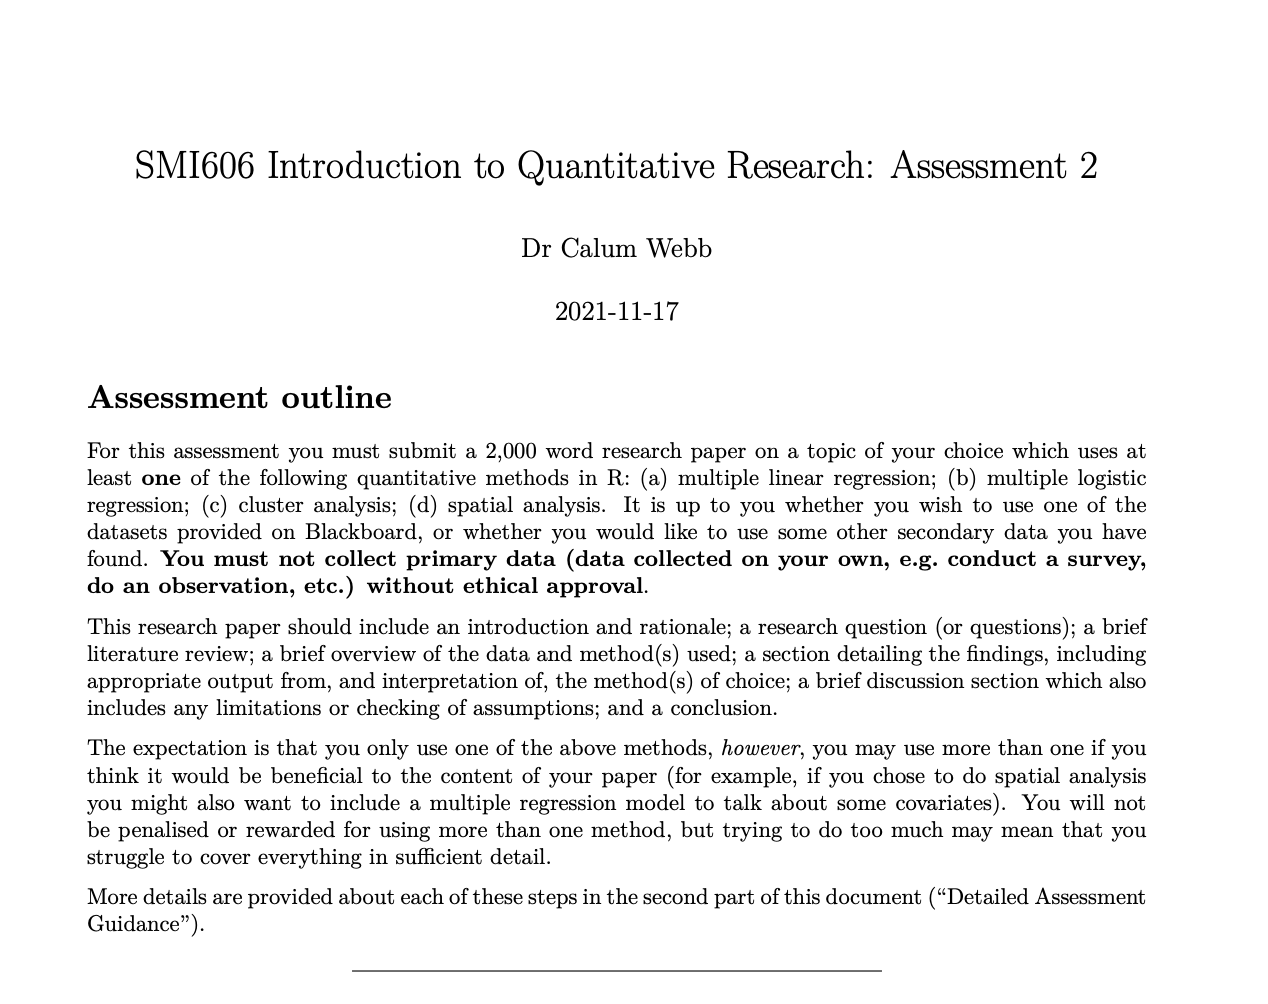 SMI606 Introduction to Quantitative Research: Assessment 2
Dr Calum Webb
2021-11-17
Assessment outline
For this assessment you must submit a 2,000 word research paper on a topic of your choice which uses at
least one of the following quantitative methods in R: (a) multiple linear regression; (b) multiple logistic
regression; (c) cluster analysis; (d) spatial analysis. It is up to you whether you wish to use one of the
datasets provided on Blackboard, or whether you would like to use some other secondary data you have
found. You must not collect primary data (data collected on your own, e.g. conduct a survey,
do an observation, etc.) without ethical approval.
This research paper should include an introduction and rationale; a research question (or questions); a brief
literature review; a brief overview of the data and method(s) used; a section detailing the findings, including
appropriate output from, and interpretation of, the method(s) of choice; a brief discussion section which also
includes any limitations or checking of assumptions; and a conclusion.
The expectation is that you only use one of the above methods, however, you may use more than one if you
think it would be beneficial to the content of your paper (for example, if you chose to do spatial analysis
you might also want to include a multiple regression model to talk about some covariates). You will not
be penalised or rewarded for using more than one method, but trying to do too much may mean that you
struggle to cover everything in sufficient detail.
More details are provided about each of these steps in the second part of this document (“Detailed Assessment
Guidance”).